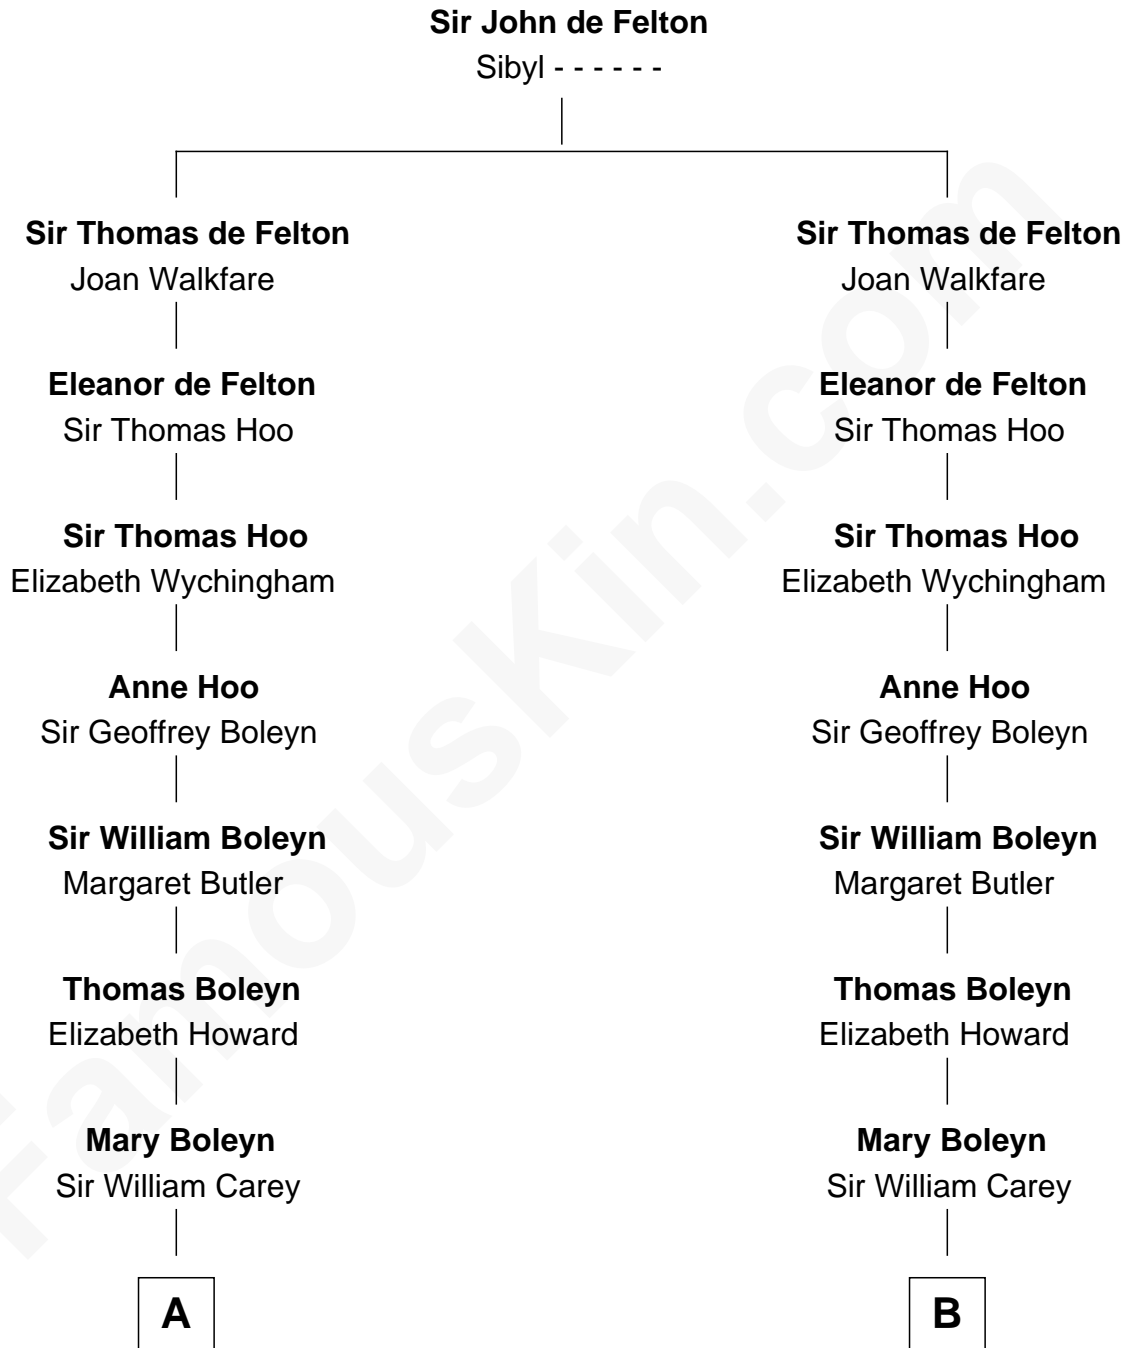 Sir John de Felton
Sibyl - - - - - -
Sir Thomas de Felton
Joan Walkfare
Eleanor de Felton
Sir Thomas Hoo
Sir Thomas Hoo
Elizabeth Wychingham
Anne Hoo
Sir Geoffrey Boleyn
Sir William Boleyn
Margaret Butler
Thomas Boleyn
Elizabeth Howard
Mary Boleyn
Sir William Carey
A
Sir Thomas de Felton
Joan Walkfare
Eleanor de Felton
Sir Thomas Hoo
Sir Thomas Hoo
Elizabeth Wychingham
Anne Hoo
Sir Geoffrey Boleyn
Sir William Boleyn
Margaret Butler
Thomas Boleyn
Elizabeth Howard
Mary Boleyn
Sir William Carey
B
FamousKin.com